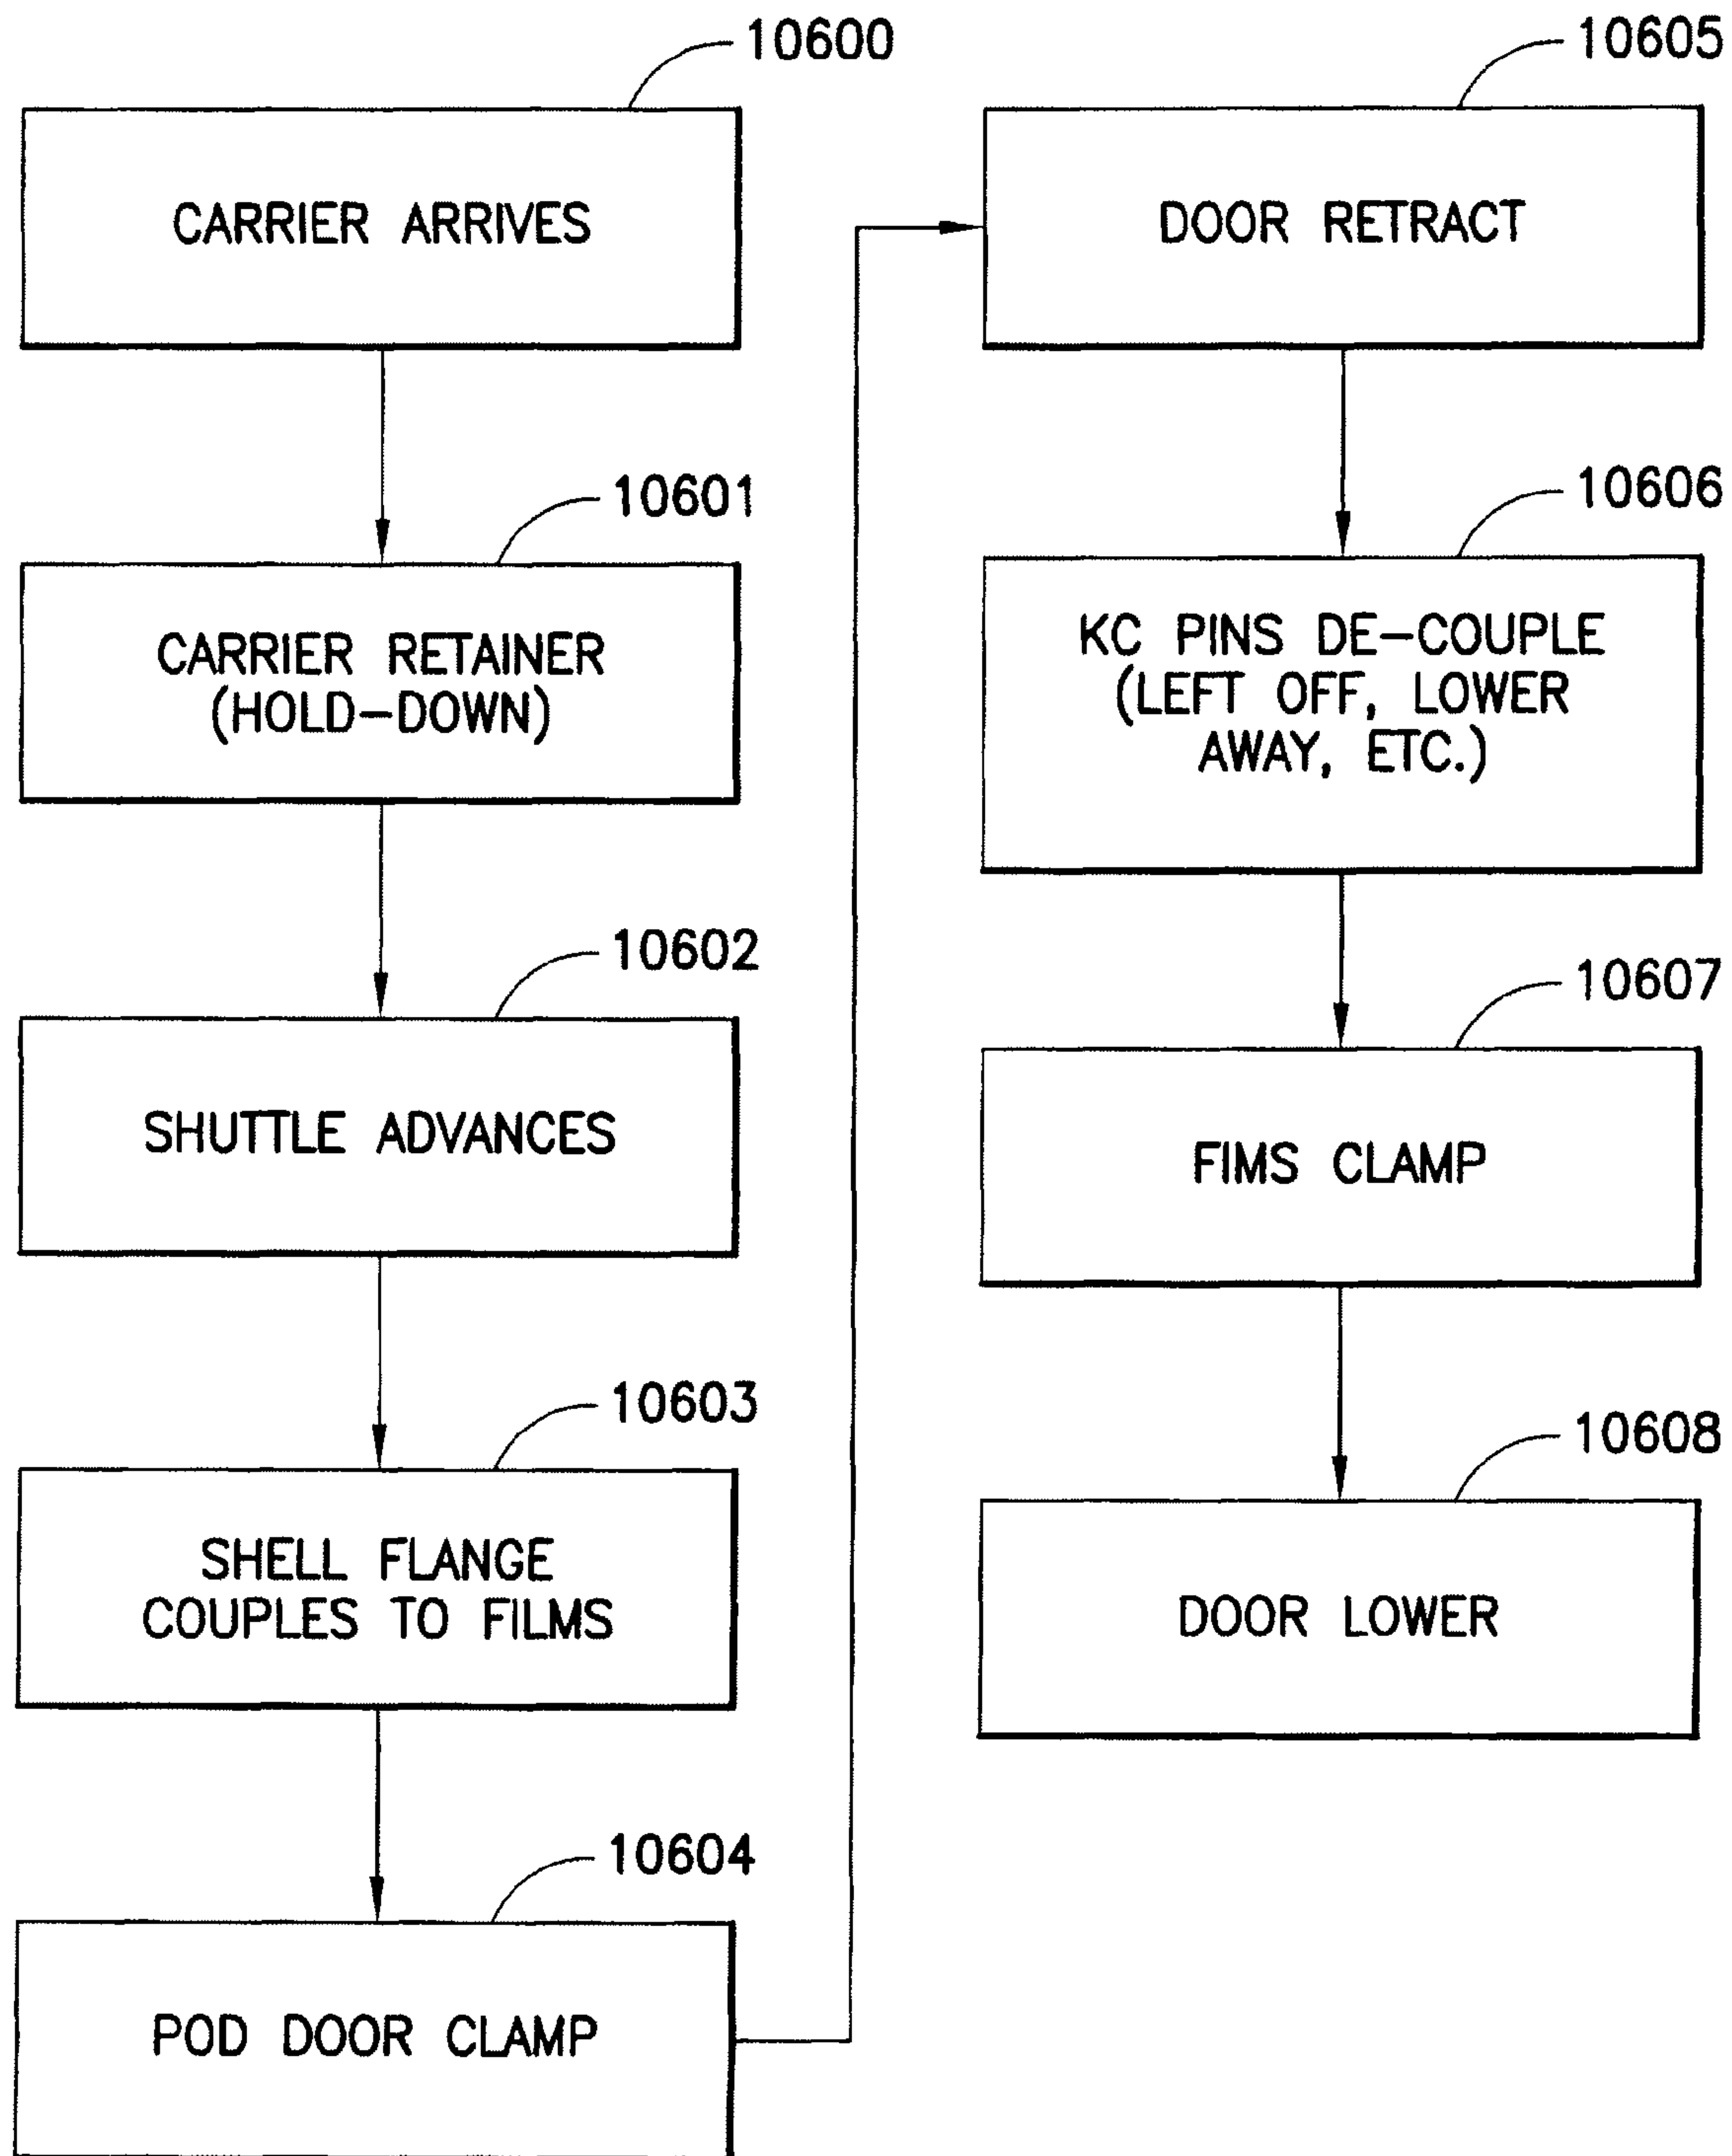 10600
CARRIER ARRIVES
10601
CARRIER RETAINER
(HOLD-DOWN)
10602
SHUTTLE ADVANCES
10603
SHELL FLANGE
COUPLES TO FILMS
10604
POD DOOR CLAMP
10605
DOOR RETRACT
10606
KC PINS DE-COUPLE
(LEFT OFF, LOWER
AWAY, ETC.)
10607
FIMS CLAMP
10608
DOOR LOWER